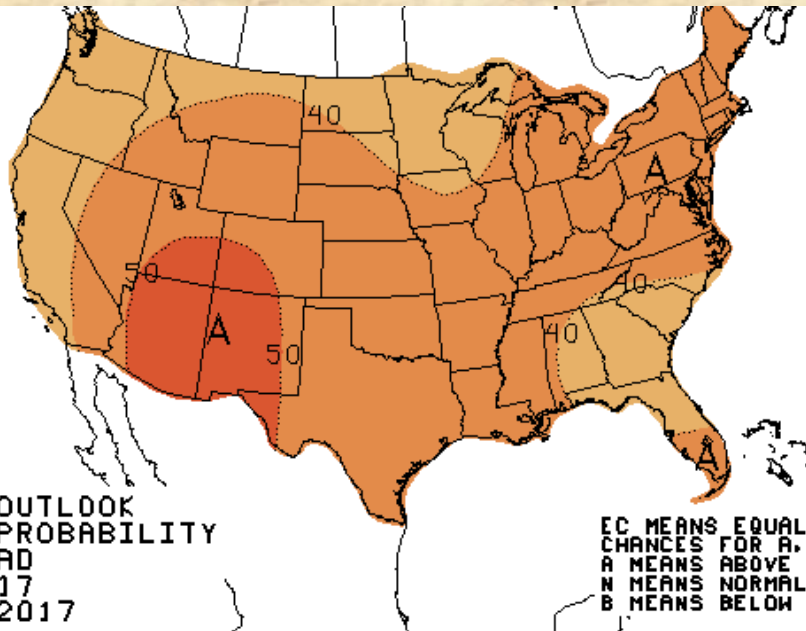 40
A
50
40
A
50
40
A
OUTLOOK
PROBABILITY
AD
17
2017
EC MEANS EQUAL
CHANCES FOR A,
A MEANS ABOVE
N MEANS NORMAL
B MEANS BELOW